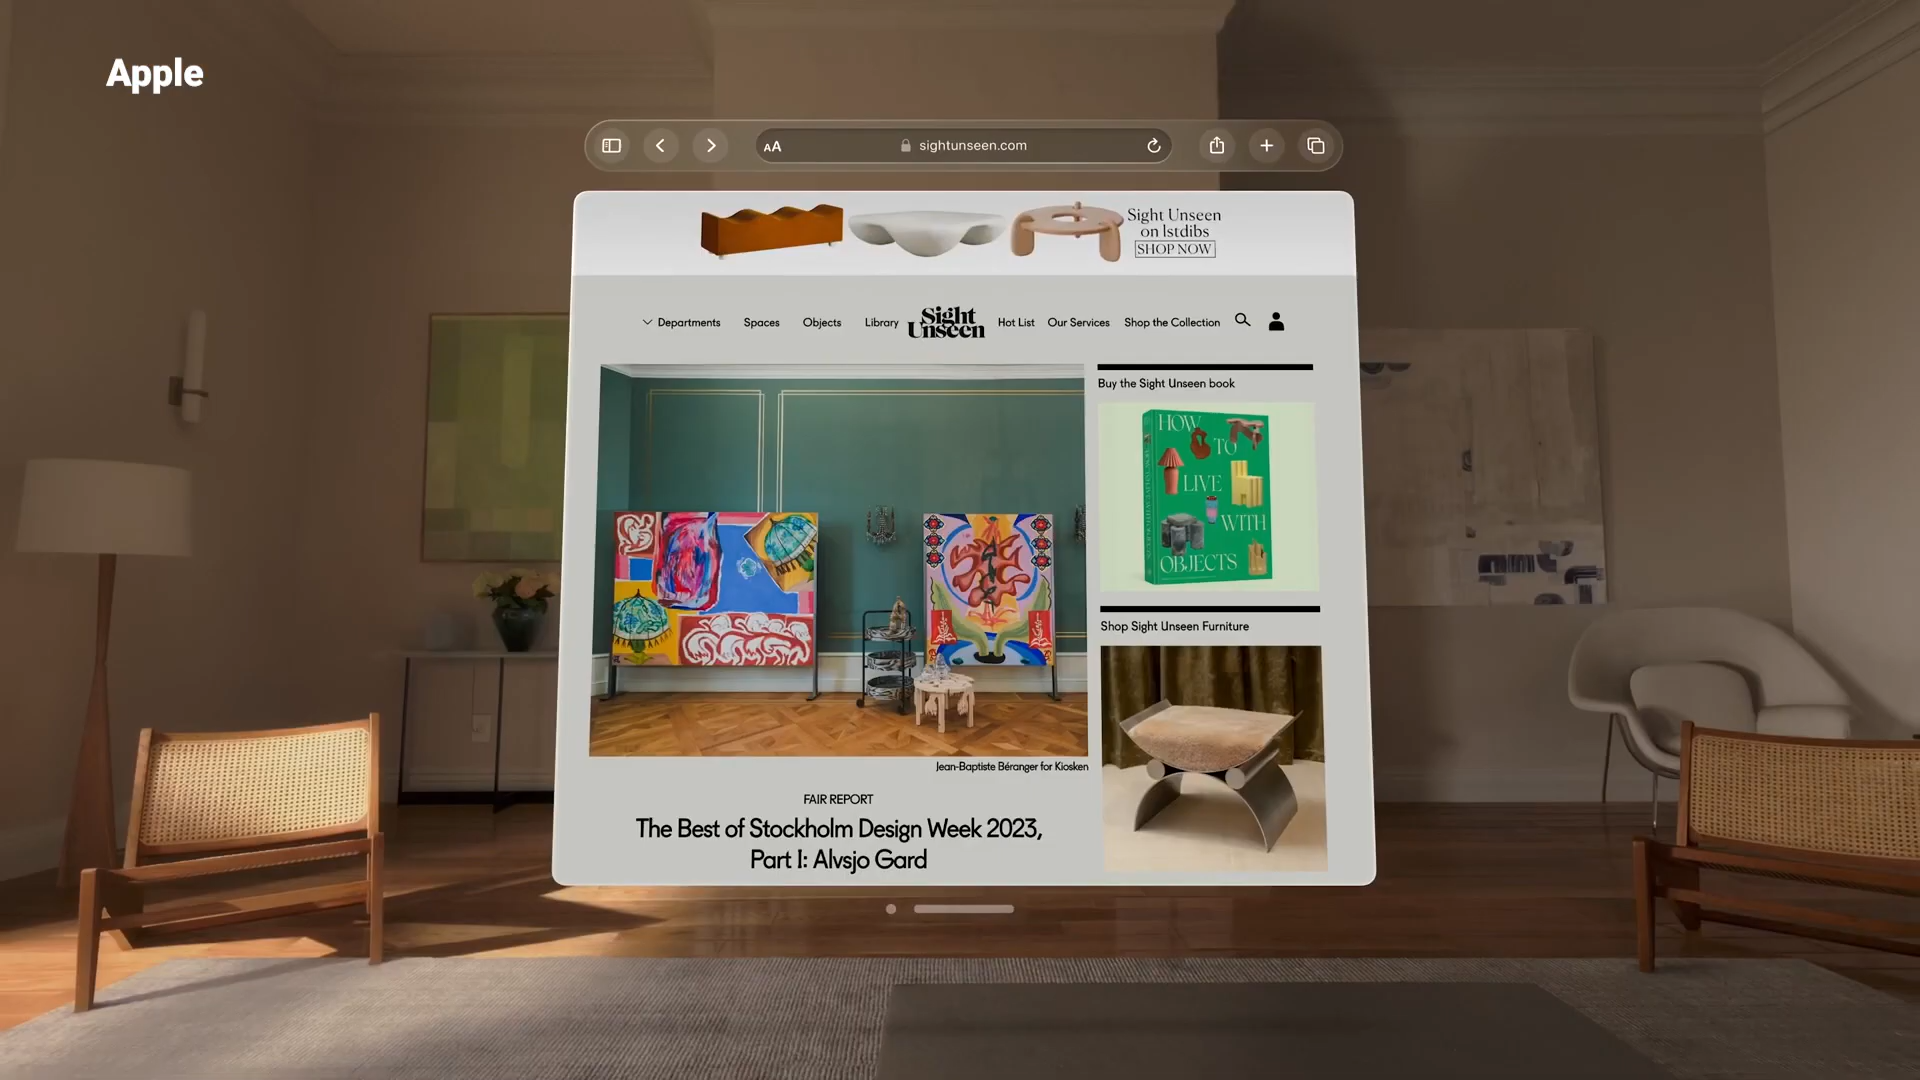 Apple
AA
sightunseen.com
Sight Unseen
on 1stdibs
SHOP NOW
Departments
Spaces
Objects
Library
Sight
Unseen
Hot List
Our Services
Shop the Collection
Buy the Sight Unseen book
HOW
TO
LIVE
WITH
OBJECTS
Shop Sight Unseen Furniture
Jean-Baptiste Béranger for Kiosken
FAIR REPORT
The Best of Stockholm Design Week 2023,
Part I: Alvsjo Gard